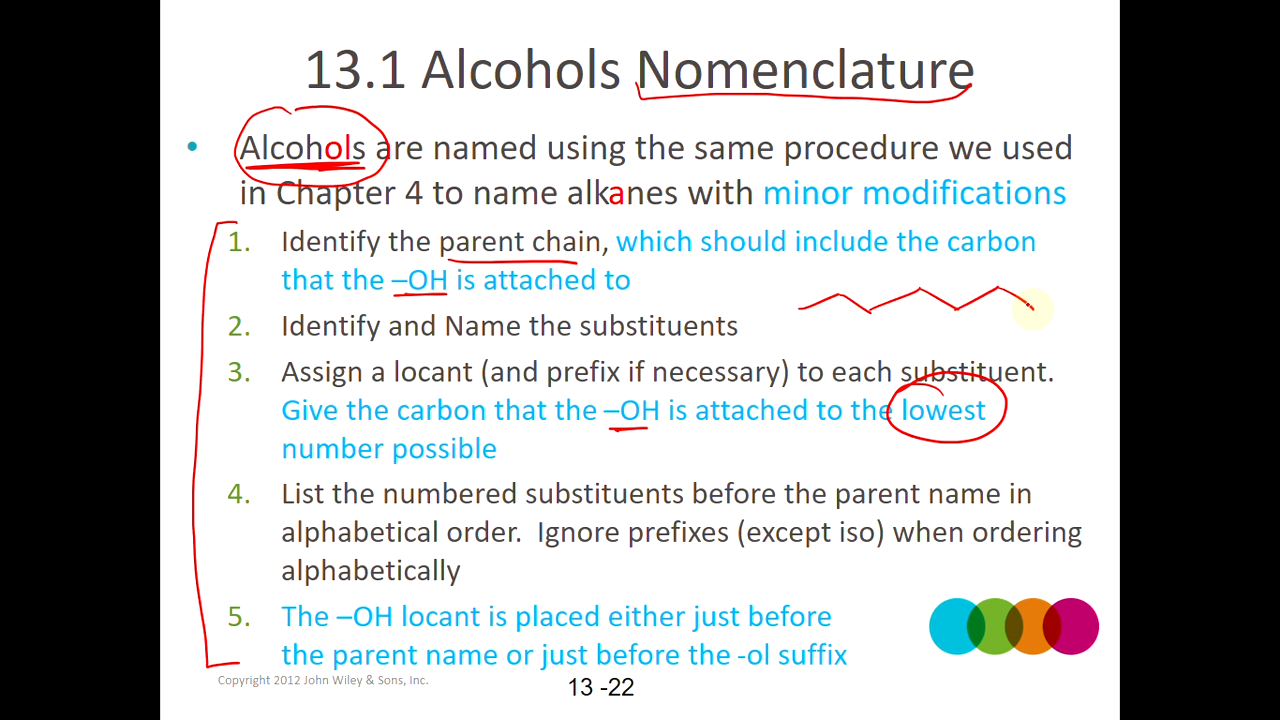 13.1 Alcohols Nomenclature
• Alcohols are named using the same procedure we used
in Chapter 4 to name alkanes with minor modifications
1. Identify the parent chain, which should include the carbon
that the –OH is attached to
2. Identify and Name the substituents
3. Assign a locant (and prefix if necessary) to each substituent.
Give the carbon that the –OH is attached to the lowest
number possible
4. List the numbered substituents before the parent name in
alphabetical order.  Ignore prefixes (except iso) when ordering
alphabetically
5. The –OH locant is placed either just before
the parent name or just before the -ol suffix
Copyright 2012 John Wiley & Sons, Inc.
13 -22